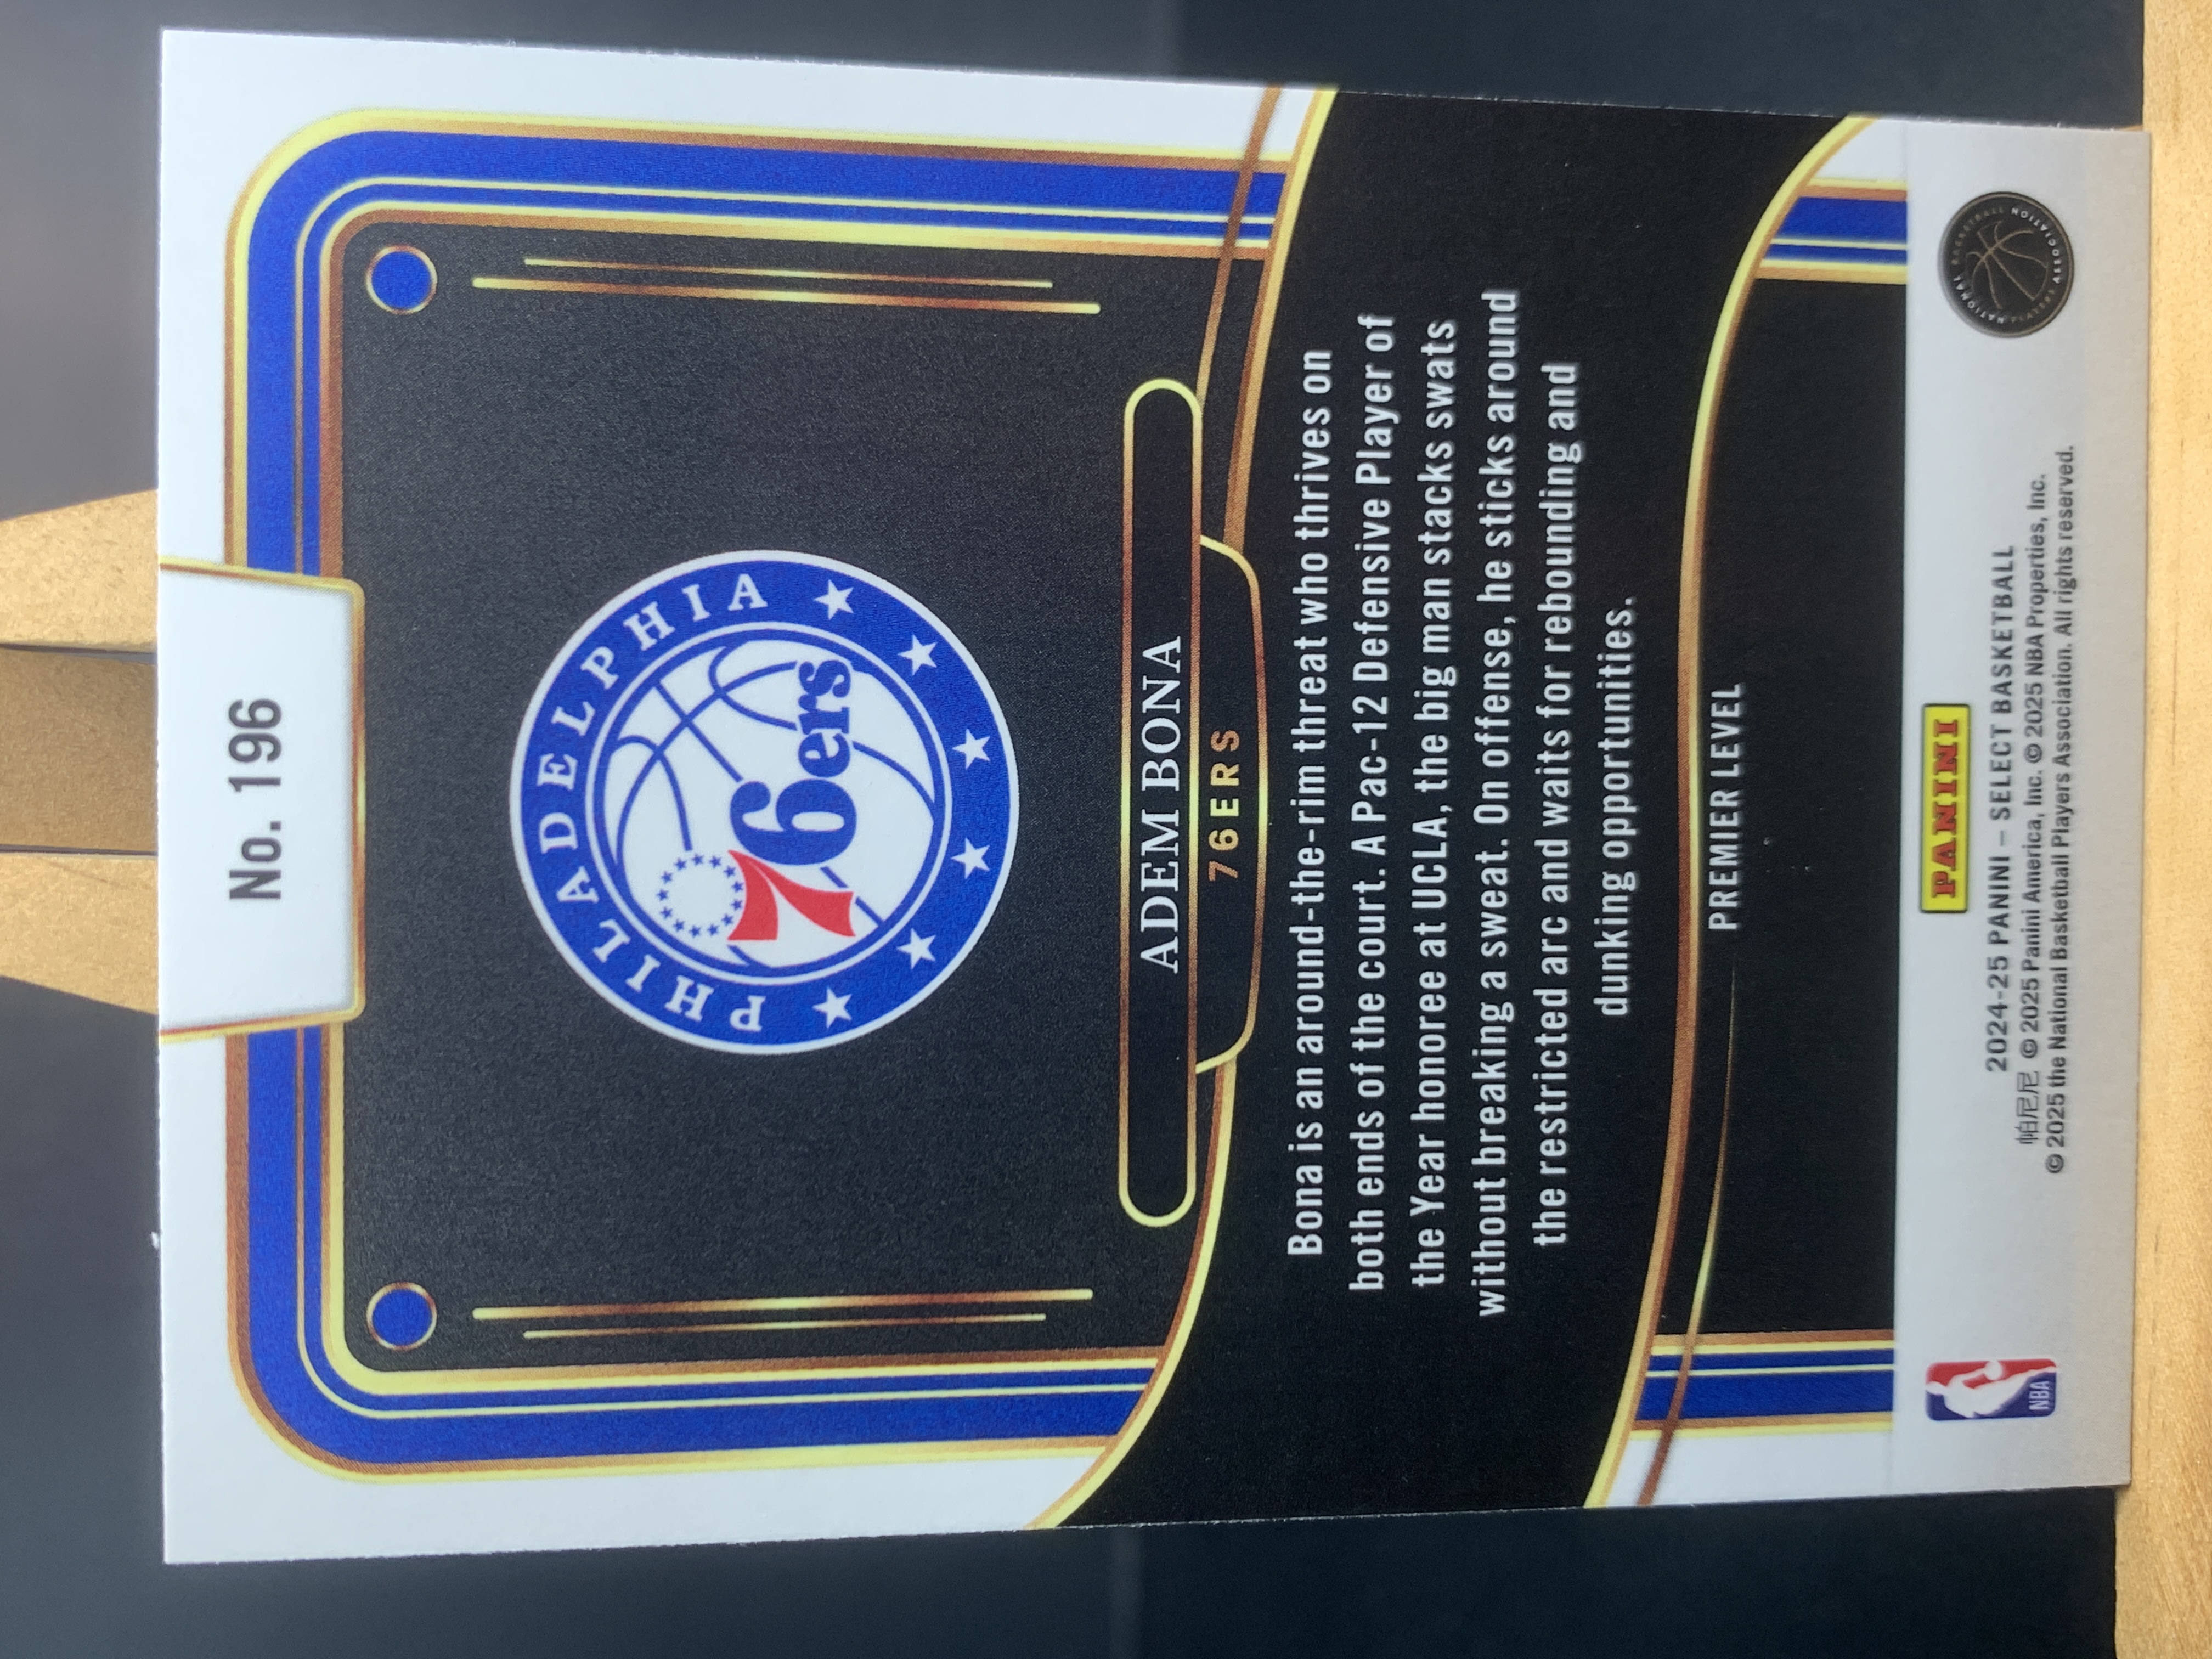 No. 196
PHILADELPHIA
76ers
ADEM BONA
76ERS
Bona is an around-the-rim threat who thrives on
both ends of the court. A Pac-12 Defensive Player of
the Year honoree at UCLA, the big man stacks swats
without breaking a sweat. On offense, he sticks around
the restricted arc and waits for rebounding and
dunking opportunities.
PREMIER LEVEL
PANINI
2024-25 PANINI – SELECT BASKETBALL
帕尼尼 © 2025 Panini America, Inc. © 2025 NBA Properties, Inc.
© 2025 the National Basketball Players Association. All rights reserved.
NBA
NATIONAL BASKETBALL
PLAYERS ASSOCIATION